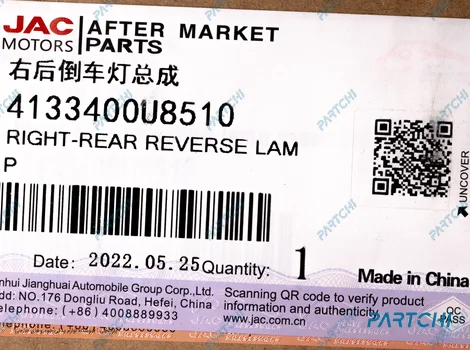 JAC MOTORS AFTER MARKET PARTS
右后倒车灯总成
4133400U8510
RIGHT-REAR REVERSE LAM
P
UNCOVER
Date: 2022.05.25 Quantity: 1
Made in China
nhui Jianghuai Automobile Group Corp.,Ltd.
dd: NO.176 Dongliu Road, Hefei, China
elephone: (+86) 4008889933
Scanning QR code to verify product
information and authenticity.
www.jac.com.cn
QC
PARTCHI